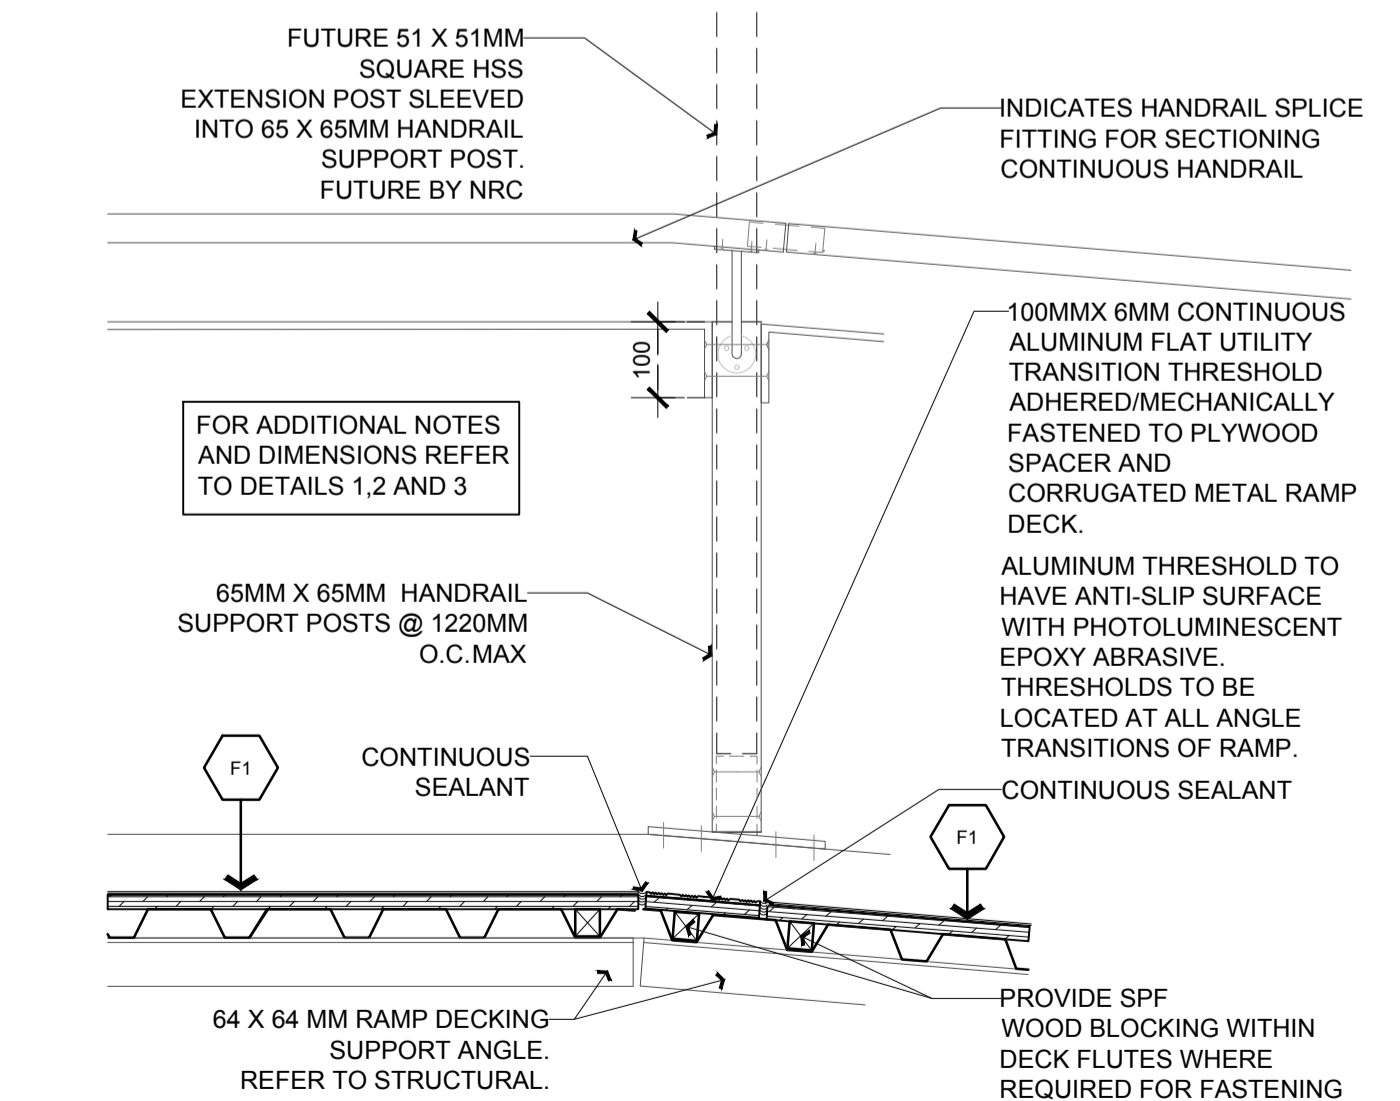 FUTURE 51 X 51MM
SQUARE HSS
EXTENSION POST SLEEVED
INTO 65 X 65MM HANDRAIL
SUPPORT POST.
FUTURE BY NRC
INDICATES HANDRAIL SPLICE
FITTING FOR SECTIONING
CONTINUOUS HANDRAIL
100
100MMX 6MM CONTINUOUS
ALUMINUM FLAT UTILITY
TRANSITION THRESHOLD
ADHERED/MECHANICALLY
FASTENED TO PLYWOOD
SPACER AND
CORRUGATED METAL RAMP
DECK.
FOR ADDITIONAL NOTES
AND DIMENSIONS REFER
TO DETAILS 1,2 AND 3
ALUMINUM THRESHOLD TO
HAVE ANTI-SLIP SURFACE
WITH PHOTOLUMINESCENT
EPOXY ABRASIVE.
THRESHOLDS TO BE
LOCATED AT ALL ANGLE
TRANSITIONS OF RAMP.
65MM X 65MM HANDRAIL
SUPPORT POSTS @ 1220MM
O.C.MAX
F1
CONTINUOUS
SEALANT
CONTINUOUS SEALANT
F1
64 X 64 MM RAMP DECKING
SUPPORT ANGLE.
REFER TO STRUCTURAL.
PROVIDE SPF
WOOD BLOCKING WITHIN
DECK FLUTES WHERE
REQUIRED FOR FASTENING